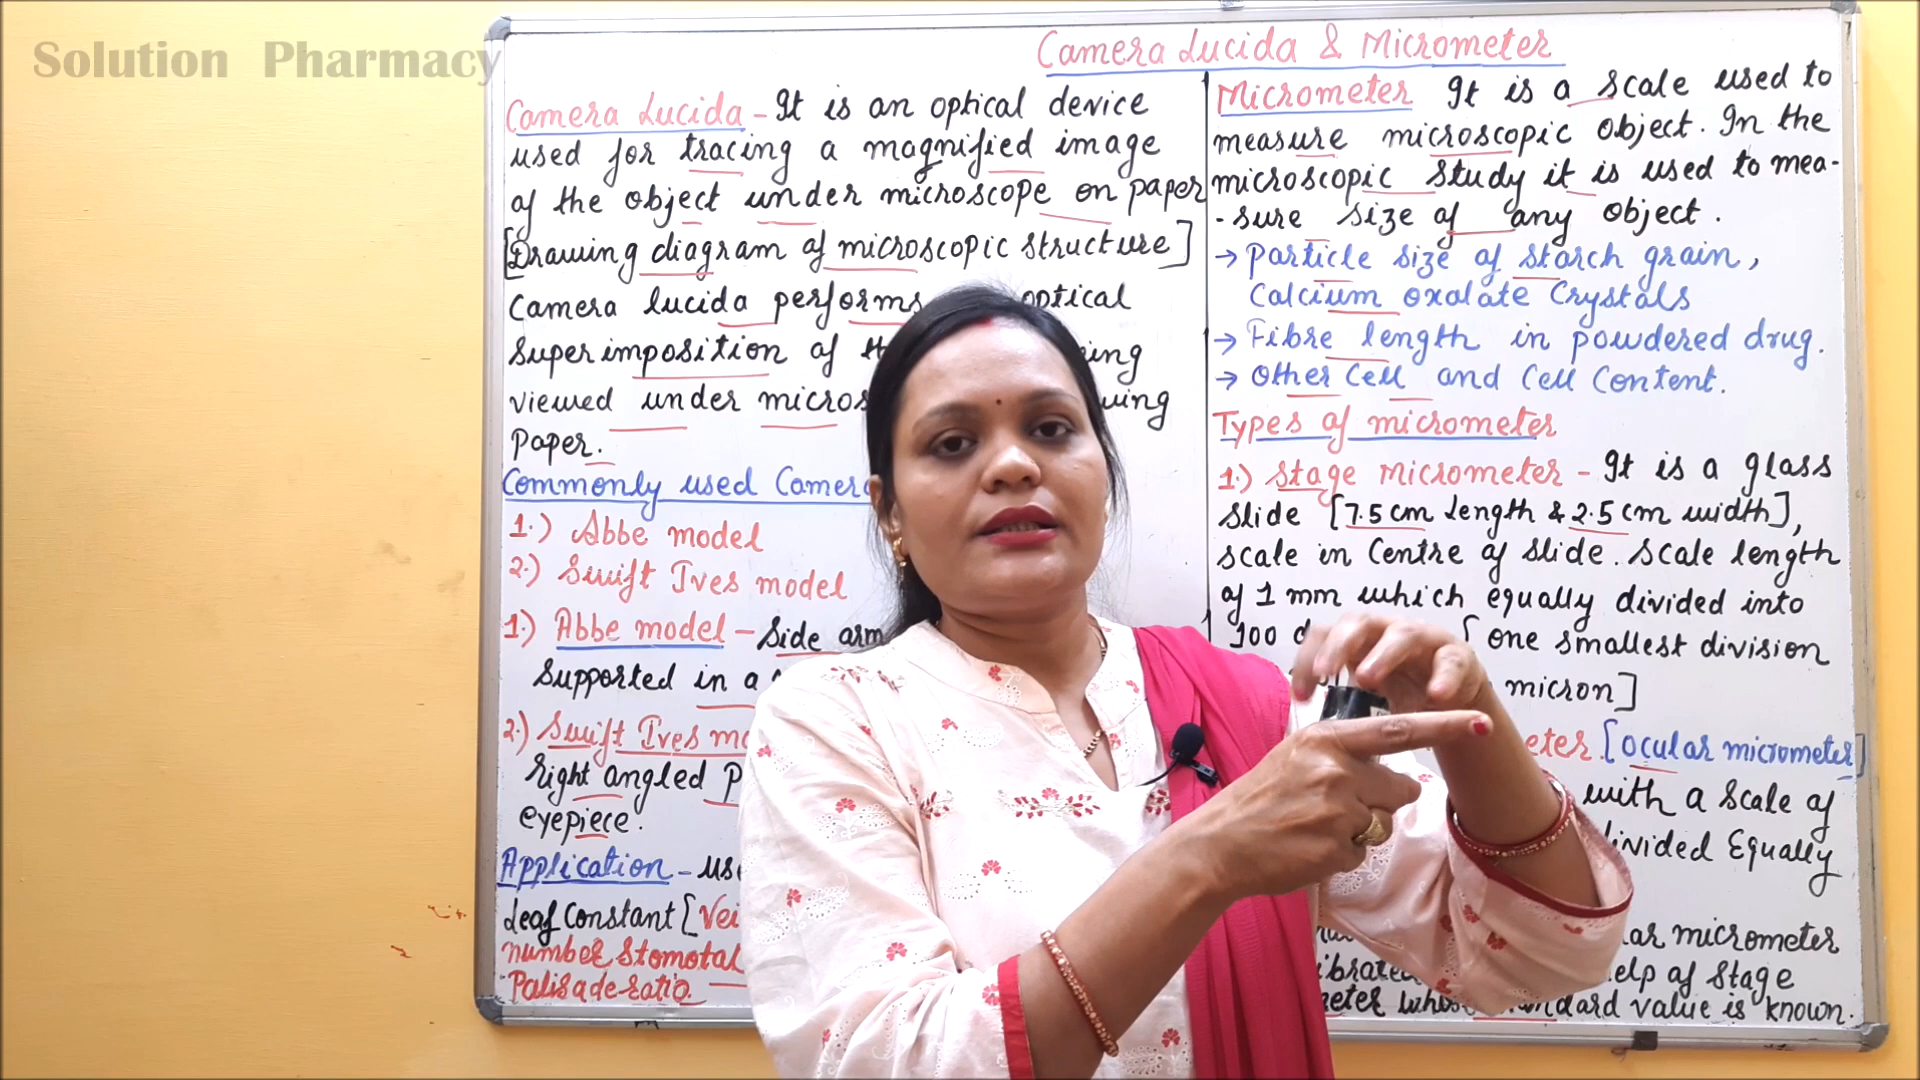 Solution Pharmacy
Camera Lucida & Micrometer
Camera Lucida - It is an optical device
used for tracing a magnified image
of the object under microscope on paper
[Drawing diagram of microscopic structure]
Camera lucida performs optical
superimposition of
viewed under
paper.
Commonly used
1.) Abbe model
2.) Swift Ives model
1.) Abbe model - Side arm
supported in a
2.) Swift Ives
Right angled
eyepiece.
Application -
Leaf Constant [
number Stomatal
Palisade ratio
Micrometer It is a scale used to
measure microscopic object. In the
microscopic study it is used to mea-
-sure size of any object.
→ Particle size of starch grain,
Calcium oxalate Crystals
→ Fibre length in powdered drug.
→ Other Cell and Cell Content.
Types of micrometer
1.) Stage Micrometer - It is a glass
slide [7.5 cm length & 2.5 cm width],
scale in Centre of slide. Scale length
of 1 mm which equally divided into
100 [one smallest division
micron]
[ocular micrometer]
with a scale of
Equally
micrometer
of stage
value is known.